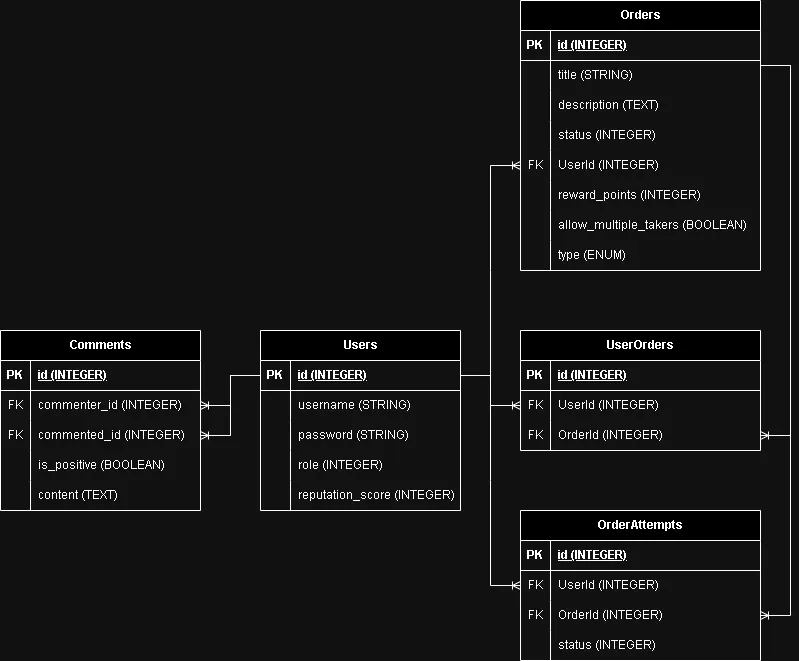 Orders
PK id (INTEGER)
title (STRING)
description (TEXT)
status (INTEGER)
FK UserId (INTEGER)
reward_points (INTEGER)
allow_multiple_takers (BOOLEAN)
type (ENUM)
Comments
PK id (INTEGER)
FK commenter_id (INTEGER)
FK commented_id (INTEGER)
is_positive (BOOLEAN)
content (TEXT)
Users
PK id (INTEGER)
username (STRING)
password (STRING)
role (INTEGER)
reputation_score (INTEGER)
UserOrders
PK id (INTEGER)
FK UserId (INTEGER)
FK OrderId (INTEGER)
OrderAttempts
PK id (INTEGER)
FK UserId (INTEGER)
FK OrderId (INTEGER)
status (INTEGER)